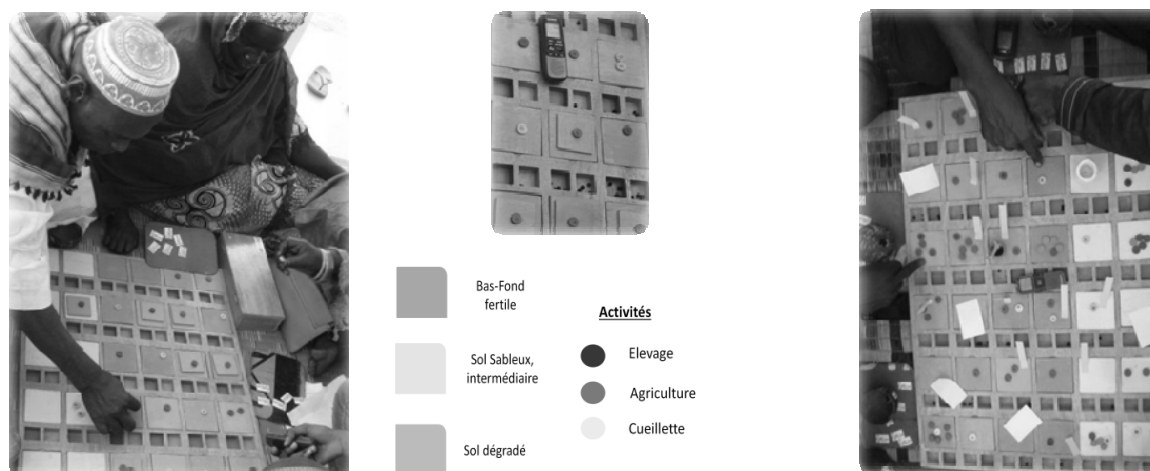 Bas-Fond
fertile
Sol Sableux,
intermédiaire
Sol dégradé
Activités
Elevage
Agriculture
Cueillette